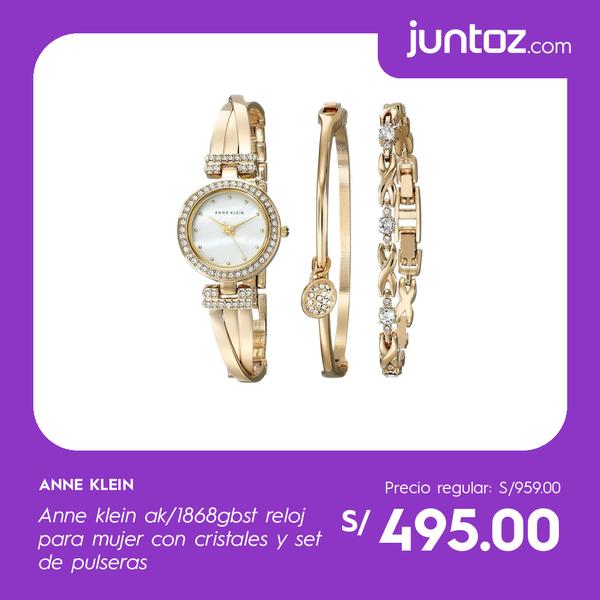 juntoz.com
ANNE KLEIN
ANNE KLEIN
Anne klein ak/1868gbst reloj
para mujer con cristales y set
de pulseras
Precio regular: S/959.00
S/ 495.00